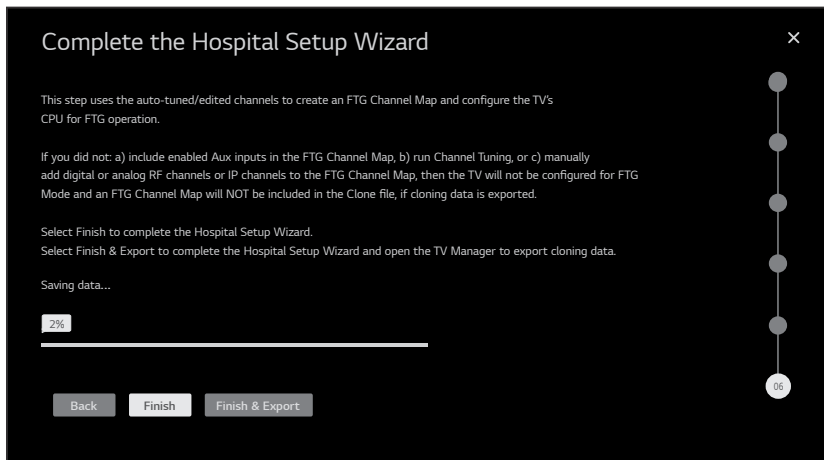 Complete the Hospital Setup Wizard
This step uses the auto-tuned/edited channels to create an FTG Channel Map and configure the TV's
CPU for FTG operation.
If you did not: a) include enabled Aux inputs in the FTG Channel Map, b) run Channel Tuning, or c) manually
add digital or analog RF channels or IP channels to the FTG Channel Map, then the TV will not be configured for FTG
Mode and an FTG Channel Map will NOT be included in the Clone file, if cloning data is exported.
Select Finish to complete the Hospital Setup Wizard.
Select Finish & Export to complete the Hospital Setup Wizard and open the TV Manager to export cloning data.
Saving data...
2%
06
Back Finish Finish & Export